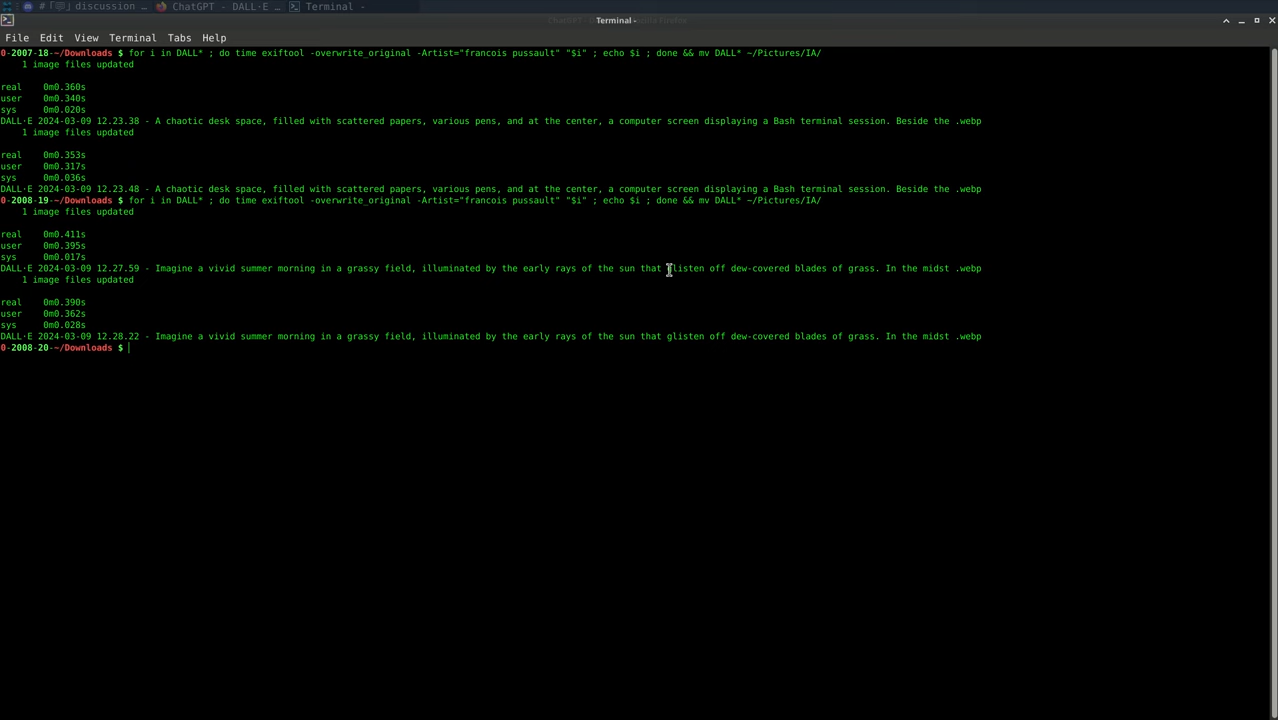 # 「💬」discussion … ChatGPT - DALL·E … Terminal -
Terminal -
File Edit View Terminal Tabs Help
0-2007-18-~/Downloads $ for i in DALL* ; do time exiftool -overwrite_original -Artist="francois pussault" "$i" ; echo $i ; done && mv DALL* ~/Pictures/IA/
1 image files updated
real 0m0.360s
user 0m0.340s
sys 0m0.020s
DALL·E 2024-03-09 12.23.38 - A chaotic desk space, filled with scattered papers, various pens, and at the center, a computer screen displaying a Bash terminal session. Beside the .webp
1 image files updated
real 0m0.353s
user 0m0.317s
sys 0m0.036s
DALL·E 2024-03-09 12.23.48 - A chaotic desk space, filled with scattered papers, various pens, and at the center, a computer screen displaying a Bash terminal session. Beside the .webp
0-2008-19-~/Downloads $ for i in DALL* ; do time exiftool -overwrite_original -Artist="francois pussault" "$i" ; echo $i ; done && mv DALL* ~/Pictures/IA/
1 image files updated
real 0m0.411s
user 0m0.395s
sys 0m0.017s
DALL·E 2024-03-09 12.27.59 - Imagine a vivid summer morning in a grassy field, illuminated by the early rays of the sun that glisten off dew-covered blades of grass. In the midst .webp
1 image files updated
real 0m0.390s
user 0m0.362s
sys 0m0.028s
DALL·E 2024-03-09 12.28.22 - Imagine a vivid summer morning in a grassy field, illuminated by the early rays of the sun that glisten off dew-covered blades of grass. In the midst .webp
0-2008-20-~/Downloads $